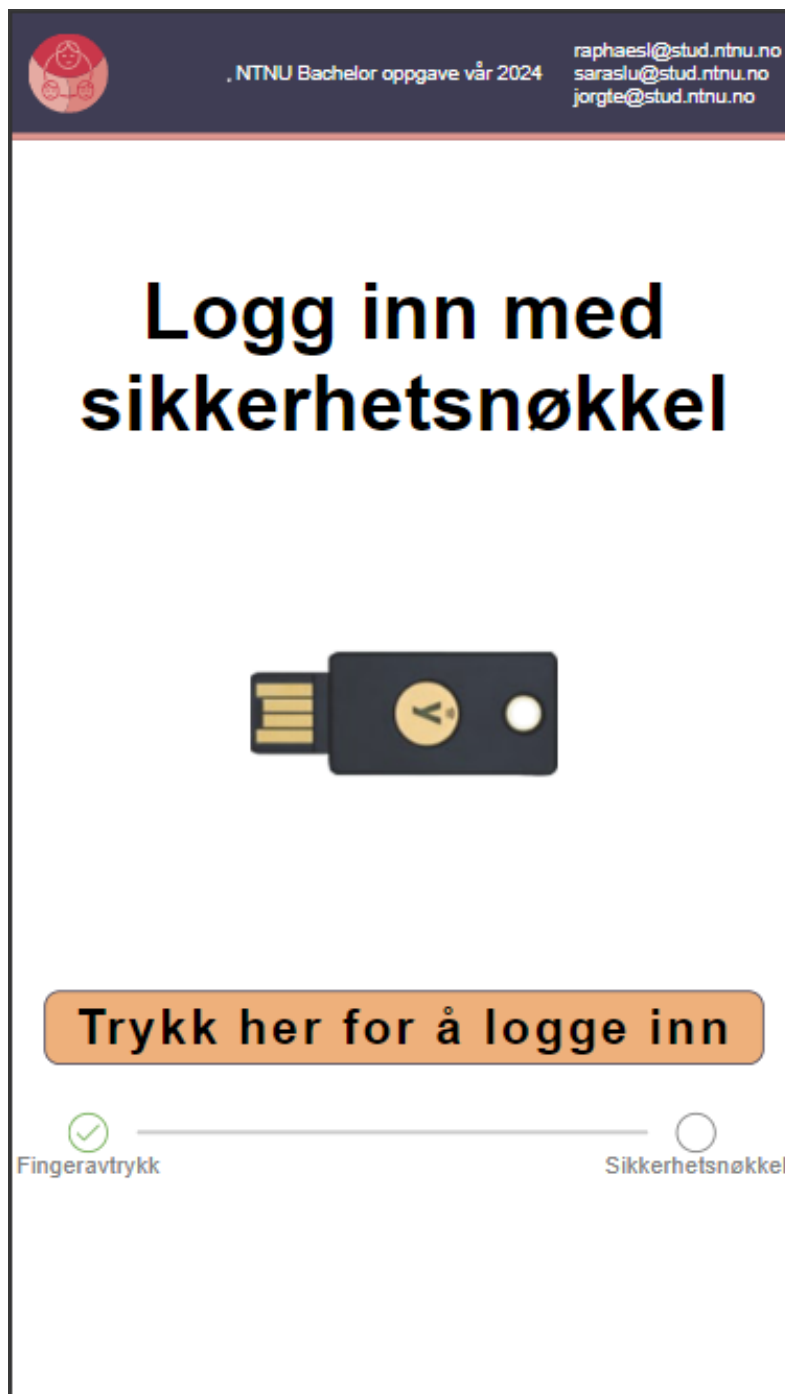 , NTNU Bachelor oppgave vår 2024
raphaesl@stud.ntnu.no
saraslu@stud.ntnu.no
jorgte@stud.ntnu.no
Logg inn med
sikkerhetsnøkkel
Trykk her for å logge inn
Fingeravtrykk
Sikkerhetsnøkkel